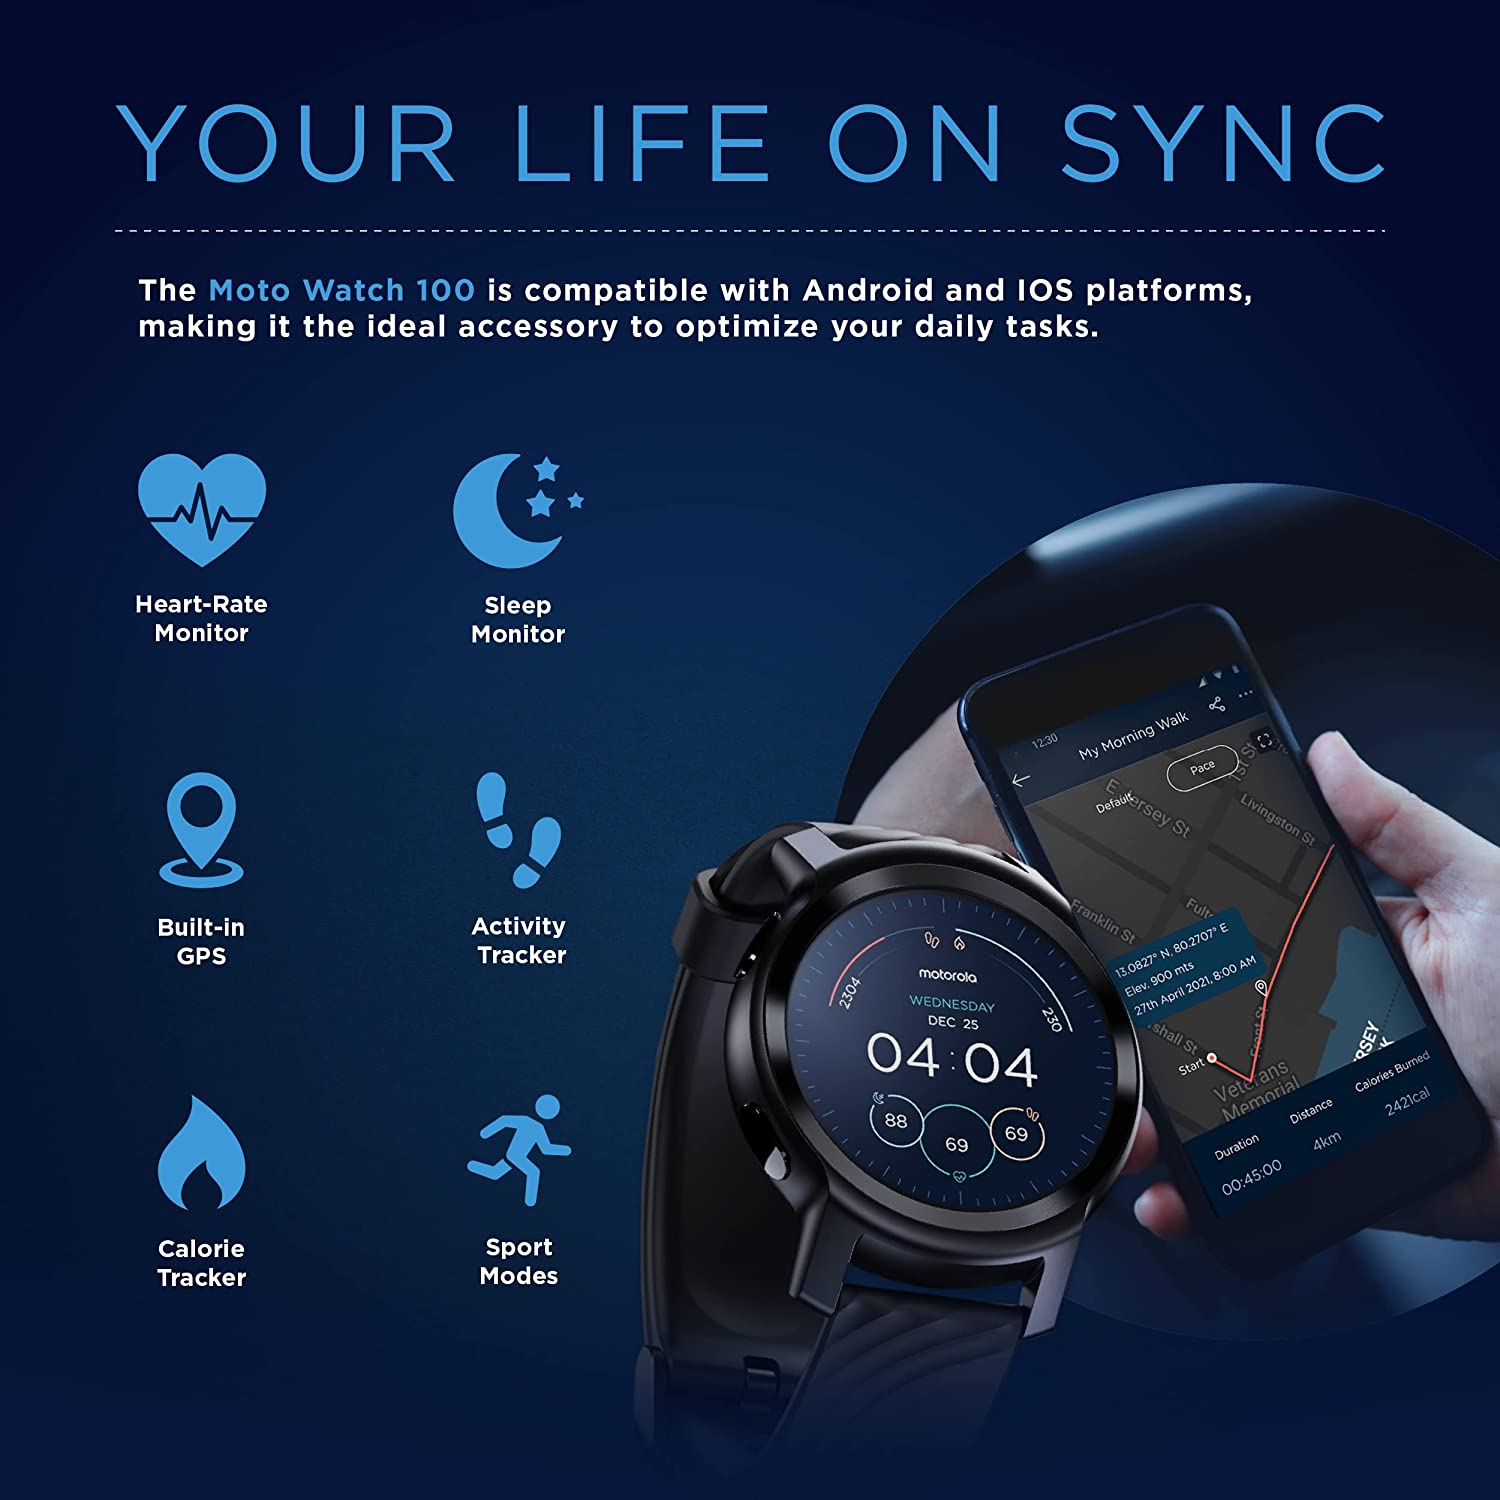 YOUR LIFE ON SYNC
The Moto Watch 100 is compatible with Android and IOS platforms,
making it the ideal accessory to optimize your daily tasks.
Heart-Rate
Monitor
Sleep
Monitor
Built-in
GPS
Activity
Tracker
Calorie
Tracker
Sport
Modes
12:30
My Morning Walk
Default
Pace
Livingston St
Franklin St
Start
13.0827° N, 80.2707° E
Elev. 900 mts
27th April 2021, 8:00 AM
Front St
Veterans
Memorial
Duration
Distance
Calories Burned
00:45:00
4km
2421cal
2304
230
motorola
WEDNESDAY
DEC 25
04:04
88
69
69